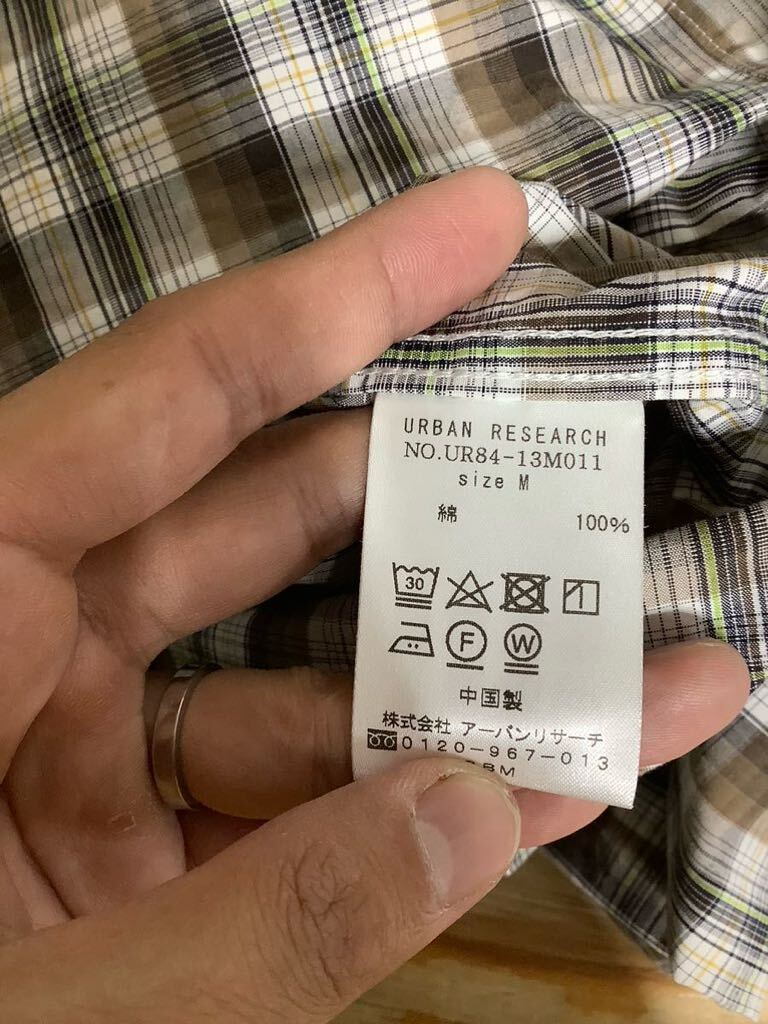 URBAN RESEARCH
NO.UR84-13M011
size M
綿 100%
30
F W
中国製
株式会社 アーバンリサーチ
0120-967-013